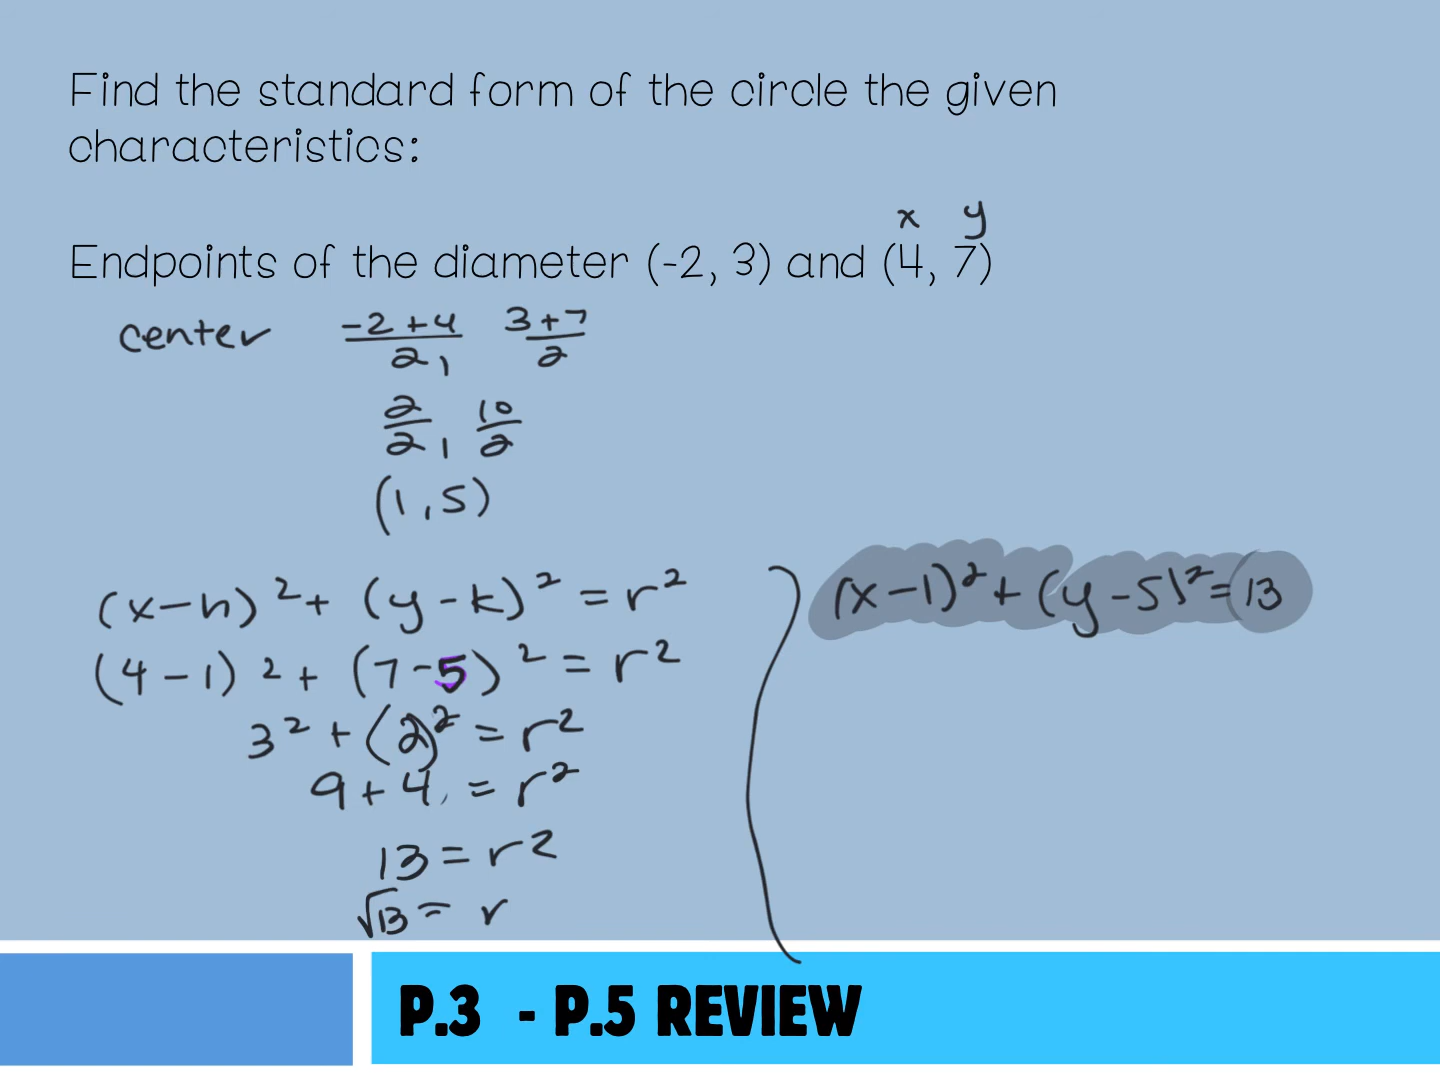 Find the standard form of the circle the given
characteristics:
x y
Endpoints of the diameter (-2, 3) and (4, 7)
center -2+4/2, 3+7/2
2/2, 10/2
(1,5)
(x-h)²+ (y-k)² = r²
(x-1)²+(y-5)²=13
(4-1)²+ (7-5)² = r²
3²+(2)² = r²
9+4 = r²
13=r²
√13 = r
P.3 - P.5 REVIEW